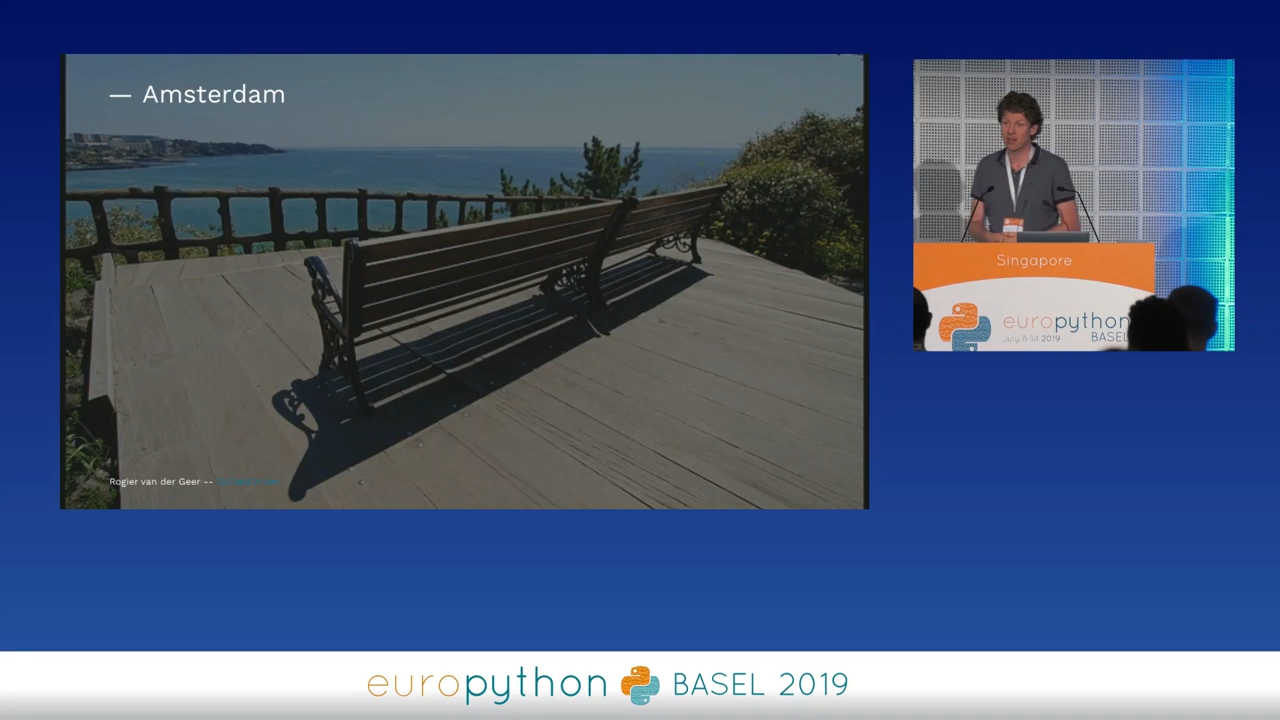 — Amsterdam
Rogier van der Geer --
Singapore
europython
July 8-14 2019
BASEL
europython BASEL 2019